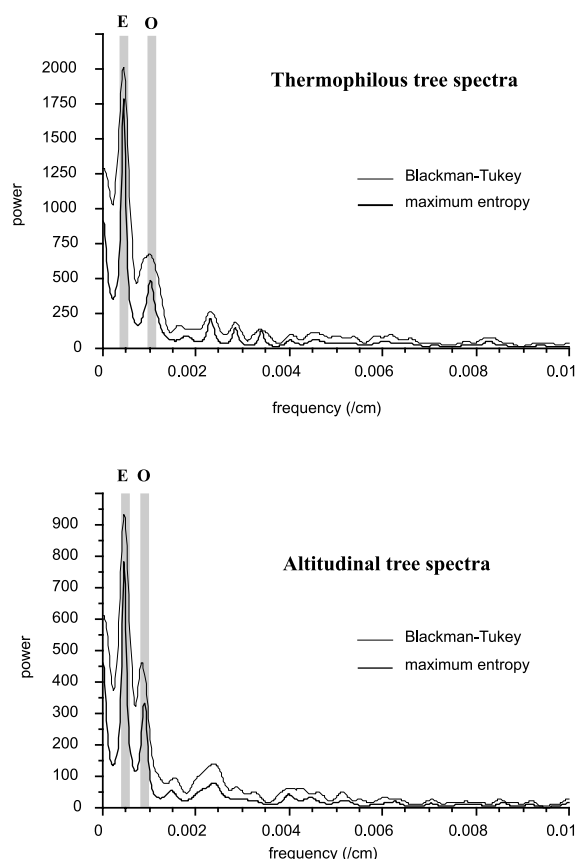 E O
Thermophilous tree spectra
2000
1750
1500
1250
1000
750
500
250
0
power
Blackman-Tukey
maximum entropy
0 0.002 0.004 0.006 0.008 0.01
frequency (/cm)
E O
Altitudinal tree spectra
900
800
700
600
500
400
300
200
100
0
power
Blackman-Tukey
maximum entropy
0 0.002 0.004 0.006 0.008 0.01
frequency (/cm)